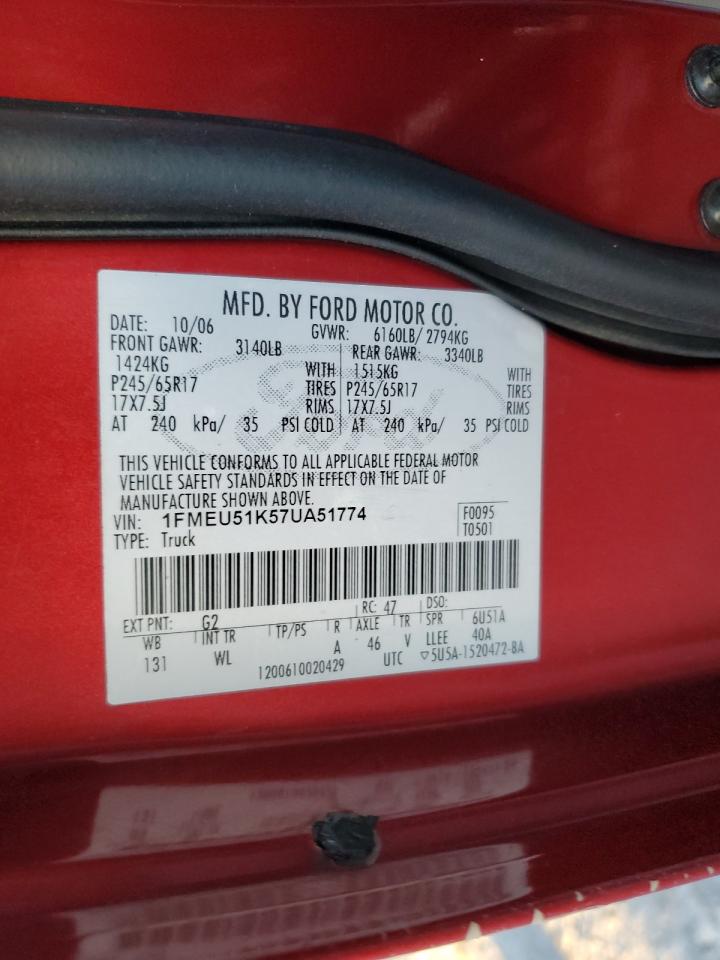 MFD. BY FORD MOTOR CO.
DATE: 10/06 GVWR: 6160LB/ 2794KG
FRONT GAWR: 3140LB REAR GAWR: 3340LB
1424KG WITH 1515KG WITH
P245/65R17 TIRES P245/65R17 TIRES
17X7.5J RIMS 17X7.5J RIMS
AT 240 kPa/ 35 PSI COLD AT 240 kPa/ 35 PSI COLD
Ford
THIS VEHICLE CONFORMS TO ALL APPLICABLE FEDERAL MOTOR
VEHICLE SAFETY STANDARDS IN EFFECT ON THE DATE OF
MANUFACTURE SHOWN ABOVE.
VIN: 1FMEU51K57UA51774 F0095
TYPE: Truck T0501
EXT PNT: G2 RC: 47 DSO: 6U51A
WB INT TR TP/PS R AXLE TR SPR 40A
131 WL A 46 V LLEE
1200610020429 UTC ▽5U5A-1520472-BA